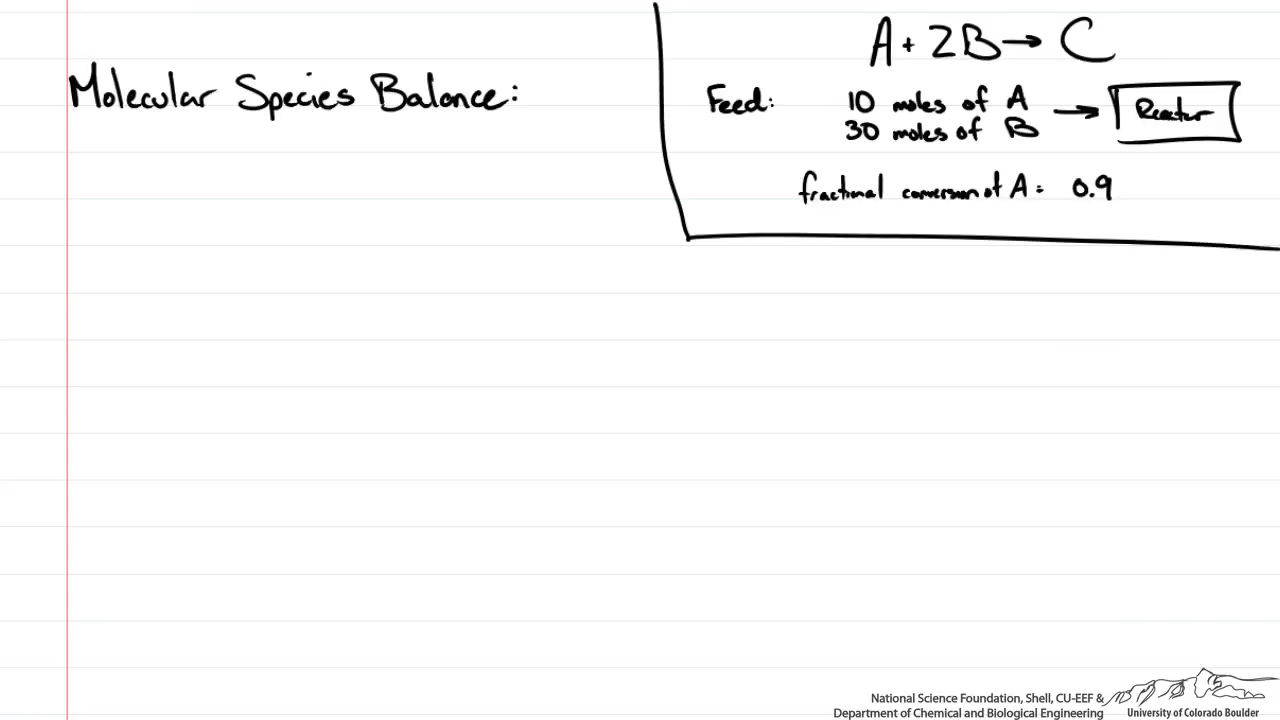 Molecular Species Balance:
A + 2B → C
Feed: 10 moles of A → Reactor
30 moles of B
fractional conversion of A = 0.9
National Science Foundation, Shell, CU-EEF &
Department of Chemical and Biological Engineering
University of Colorado Boulder